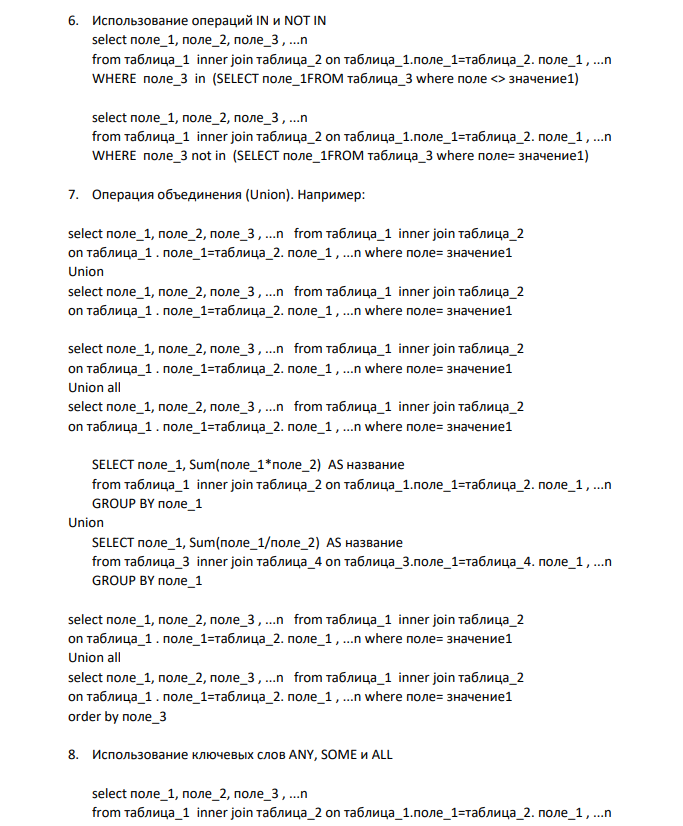 6. Использование операций IN и NOT IN
select поле_1, поле_2, поле_3 , ...n
from таблица_1 inner join таблица_2 on таблица_1.поле_1=таблица_2. поле_1 , ...n
WHERE поле_3 in (SELECT поле_1FROM таблица_3 where поле <> значение1)
select поле_1, поле_2, поле_3 , ...n
from таблица_1 inner join таблица_2 on таблица_1.поле_1=таблица_2. поле_1 , ...n
WHERE поле_3 not in (SELECT поле_1FROM таблица_3 where поле= значение1)
7. Операция объединения (Union). Например:
select поле_1, поле_2, поле_3 , ...n from таблица_1 inner join таблица_2
on таблица_1 . поле_1=таблица_2. поле_1 , ...n where поле= значение1
Union
select поле_1, поле_2, поле_3 , ...n from таблица_1 inner join таблица_2
on таблица_1 . поле_1=таблица_2. поле_1 , ...n where поле= значение1
select поле_1, поле_2, поле_3 , ...n from таблица_1 inner join таблица_2
on таблица_1 . поле_1=таблица_2. поле_1 , ...n where поле= значение1
Union all
select поле_1, поле_2, поле_3 , ...n from таблица_1 inner join таблица_2
on таблица_1 . поле_1=таблица_2. поле_1 , ...n where поле= значение1
SELECT поле_1, Sum(поле_1*поле_2) AS название
from таблица_1 inner join таблица_2 on таблица_1.поле_1=таблица_2. поле_1 , ...n
GROUP BY поле_1
Union
SELECT поле_1, Sum(поле_1/поле_2) AS название
from таблица_3 inner join таблица_4 on таблица_3.поле_1=таблица_4. поле_1 , ...n
GROUP BY поле_1
select поле_1, поле_2, поле_3 , ...n from таблица_1 inner join таблица_2
on таблица_1 . поле_1=таблица_2. поле_1 , ...n where поле= значение1
Union all
select поле_1, поле_2, поле_3 , ...n from таблица_1 inner join таблица_2
on таблица_1 . поле_1=таблица_2. поле_1 , ...n where поле= значение1
order by поле_3
8. Использование ключевых слов ANY, SOME и ALL
select поле_1, поле_2, поле_3 , ...n
from таблица_1 inner join таблица_2 on таблица_1.поле_1=таблица_2. поле_1 , ...n